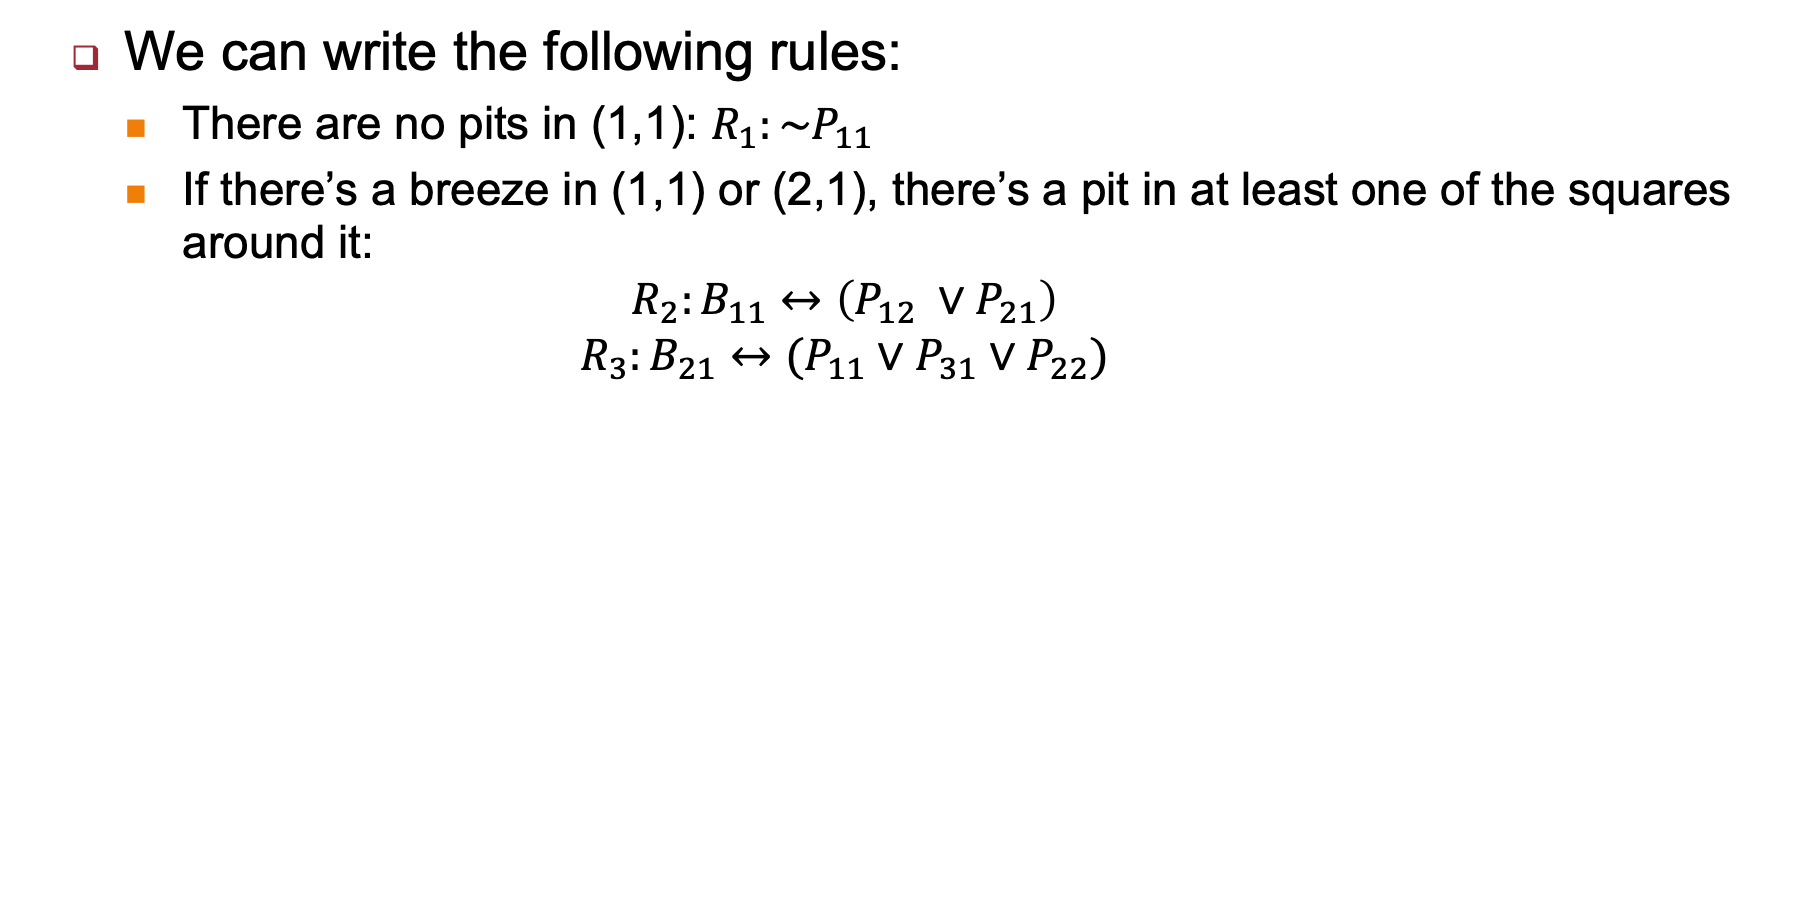 We can write the following rules:
There are no pits in (1,1): R₁: ~P₁₁
If there’s a breeze in (1,1) or (2,1), there’s a pit in at least one of the squares
around it:
R₂: B₁₁ ↔ (P₁₂ ∨ P₂₁)
R₃: B₂₁ ↔ (P₁₁ ∨ P₃₁ ∨ P₂₂)